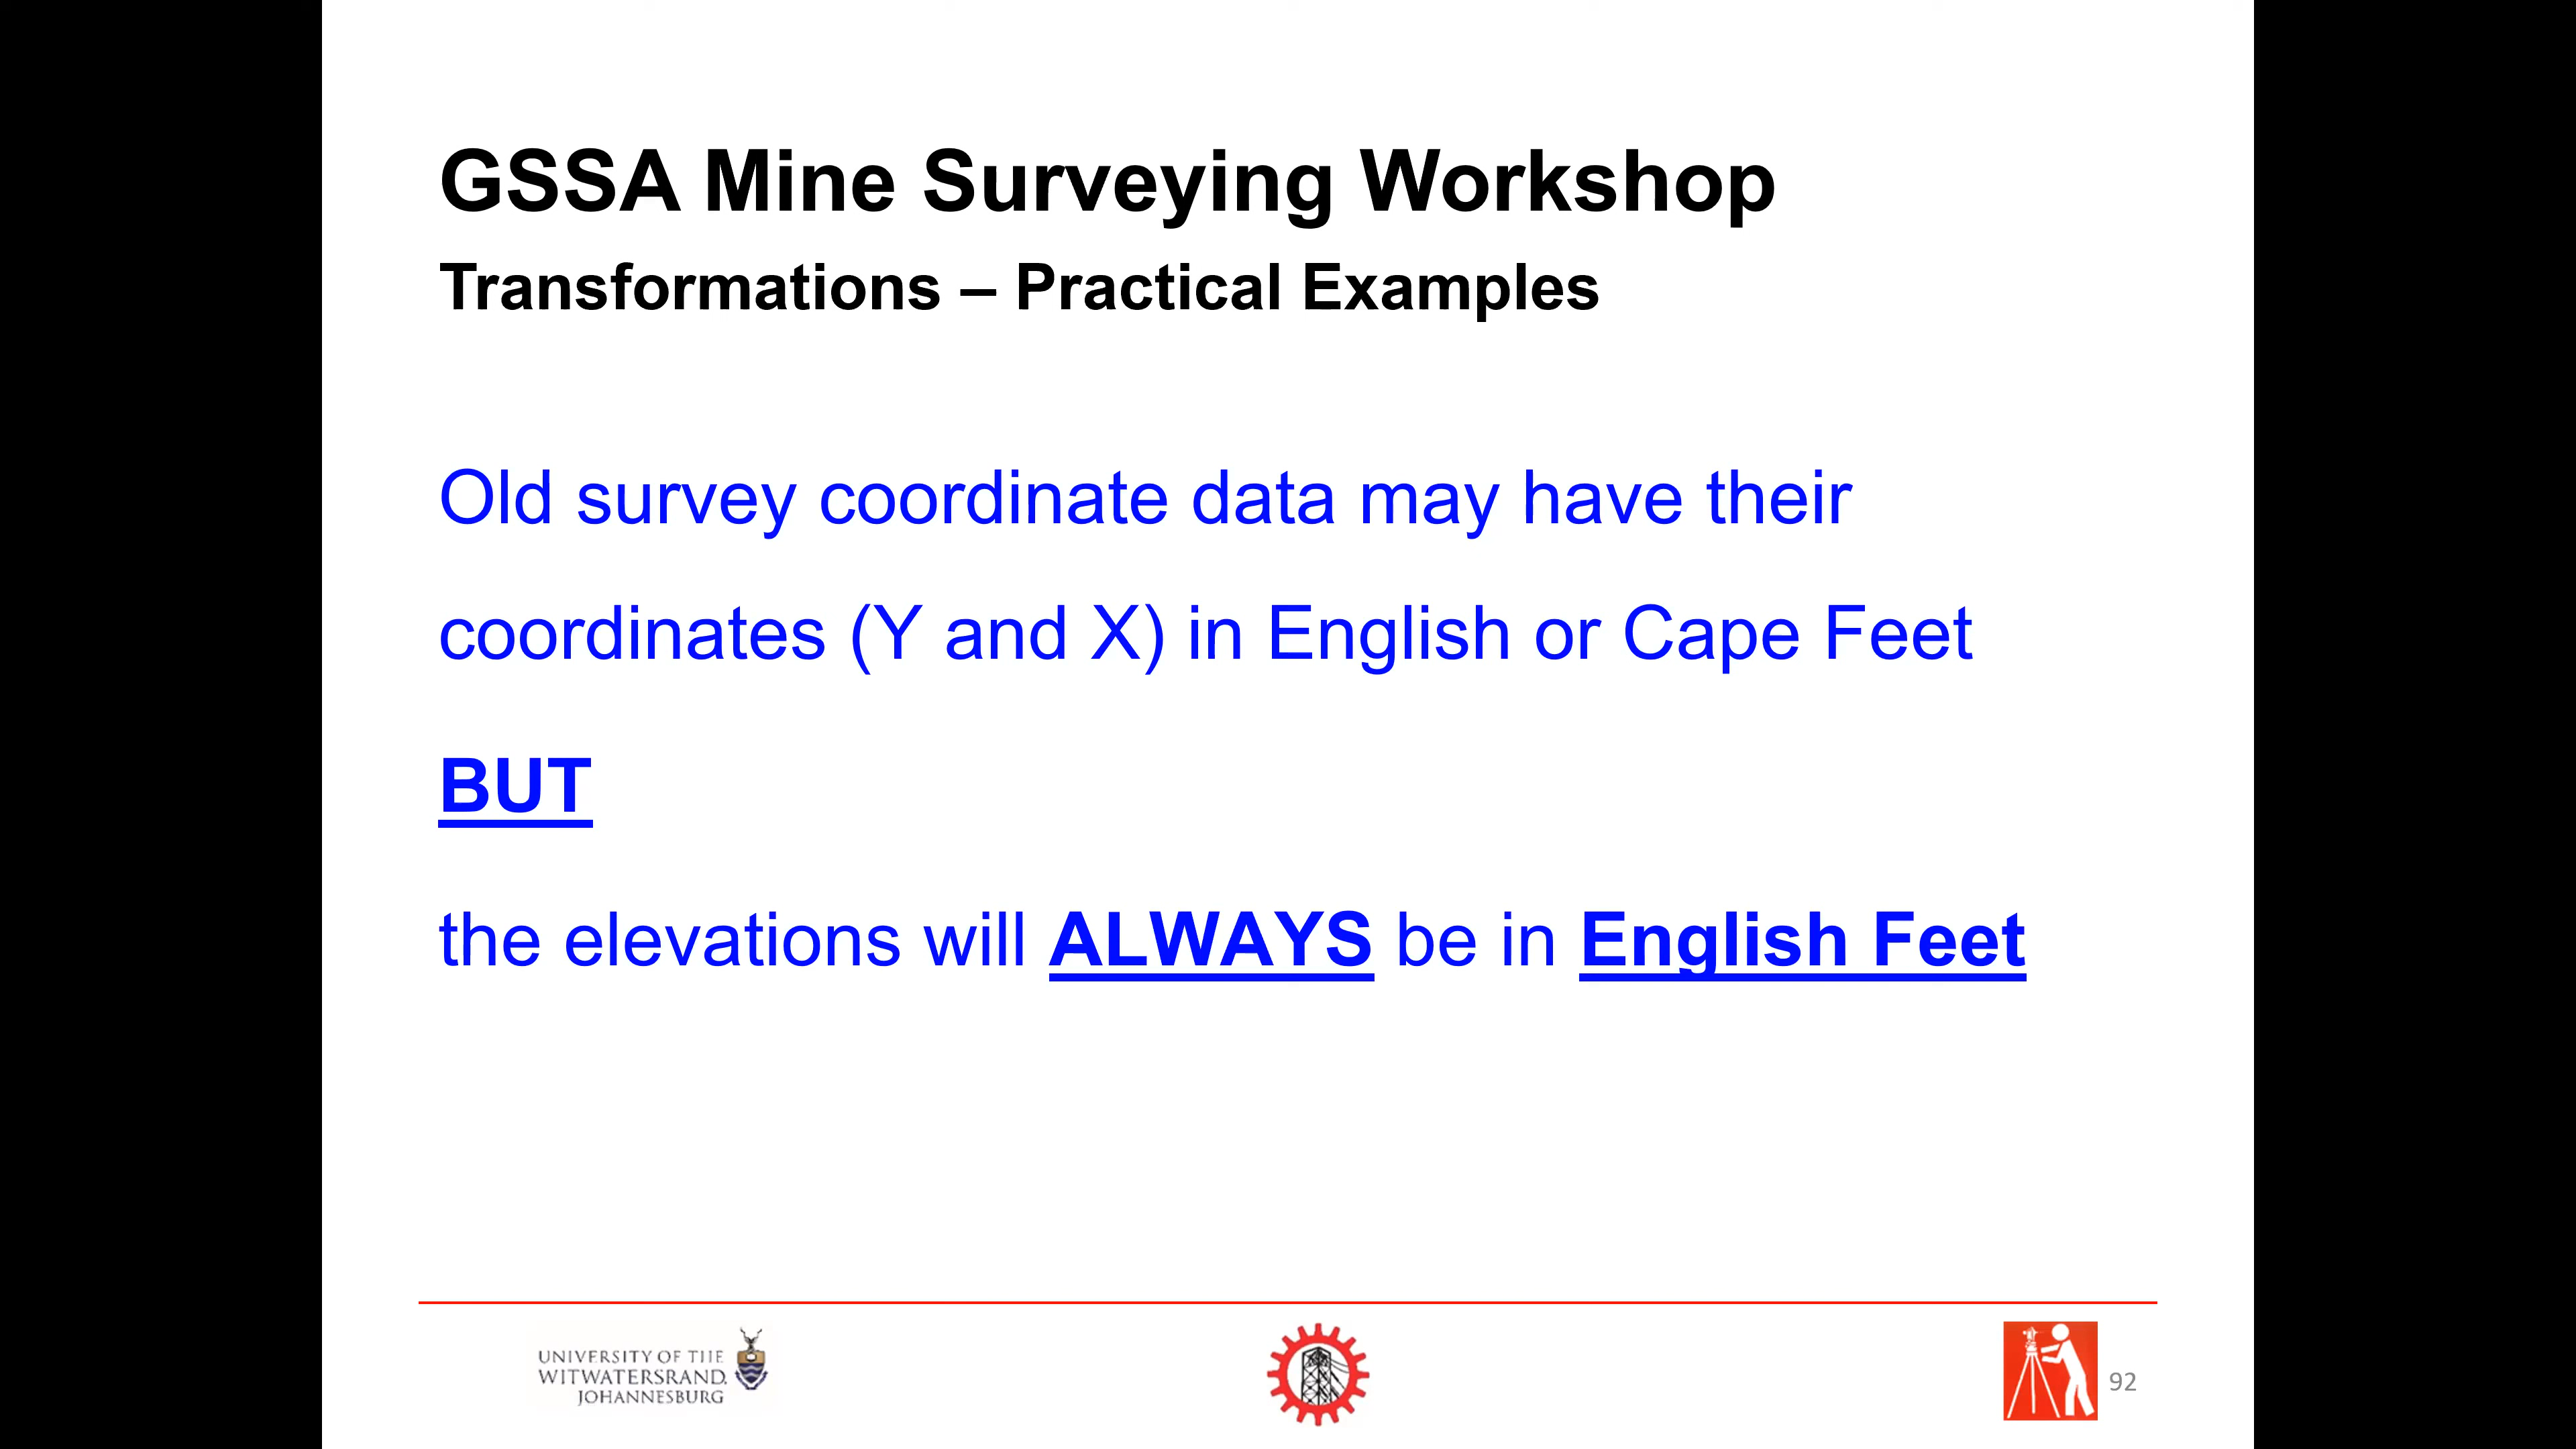 GSSA Mine Surveying Workshop
Transformations – Practical Examples
Old survey coordinate data may have their
coordinates (Y and X) in English or Cape Feet
BUT
the elevations will ALWAYS be in English Feet
UNIVERSITY OF THE
WITWATERSRAND,
JOHANNESBURG
92